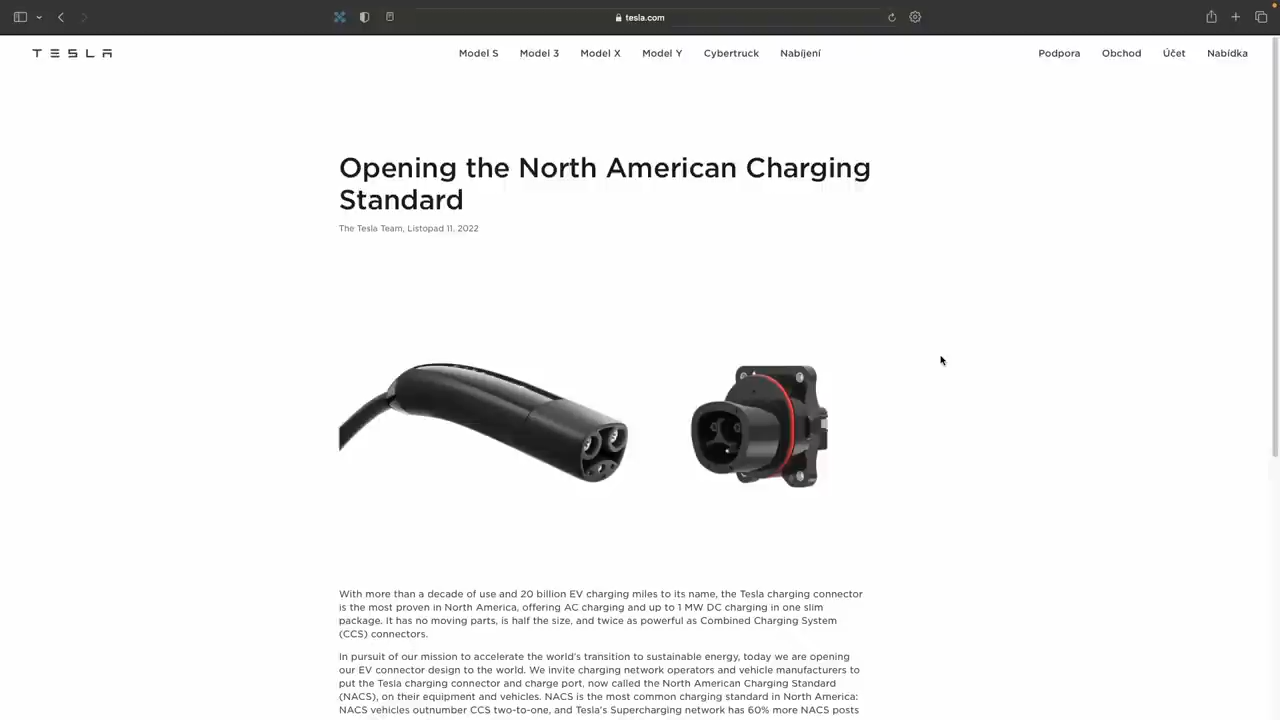 tesla.com
TESLA
Model S Model 3 Model X Model Y Cybertruck Nabíjení
Podpora Obchod Účet Nabídka
Opening the North American Charging
Standard
The Tesla Team, Listopad 11, 2022
With more than a decade of use and 20 billion EV charging miles to its name, the Tesla charging connector
is the most proven in North America, offering AC charging and up to 1 MW DC charging in one slim
package. It has no moving parts, is half the size, and twice as powerful as Combined Charging System
(CCS) connectors.
In pursuit of our mission to accelerate the world's transition to sustainable energy, today we are opening
our EV connector design to the world. We invite charging network operators and vehicle manufacturers to
put the Tesla charging connector and charge port, now called the North American Charging Standard
(NACS), on their equipment and vehicles. NACS is the most common charging standard in North America:
NACS vehicles outnumber CCS two-to-one, and Tesla's Supercharging network has 60% more NACS posts